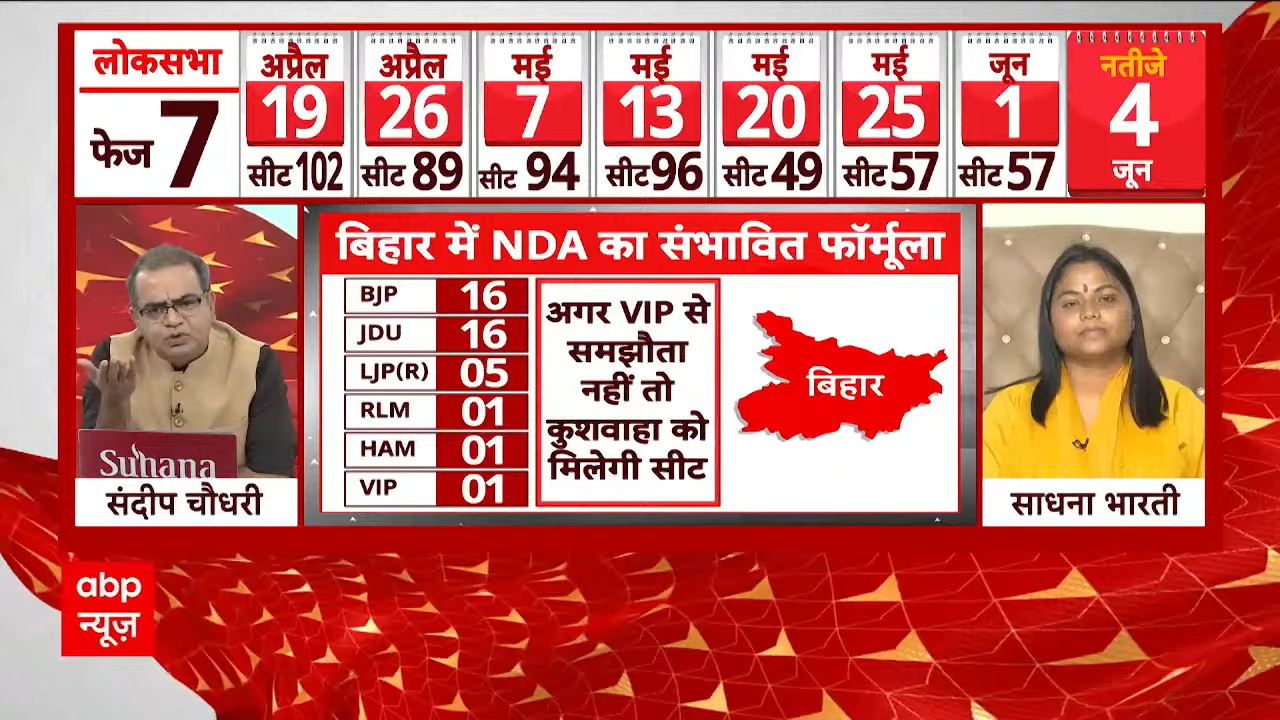 लोकसभा
फेज 7
अप्रैल
19
सीट 102
अप्रैल
26
सीट 89
मई
7
सीट 94
मई
13
सीट 96
मई
20
सीट 49
मई
25
सीट 57
जून
1
सीट 57
नतीजे
4
जून
Suhana
संदीप चौधरी
बिहार में NDA का संभावित फॉर्मूला
BJP 16
JDU 16
LJP(R) 05
RLM 01
HAM 01
VIP 01
अगर VIP से
समझौता
नहीं तो
कुशवाहा को
मिलेगी सीट
बिहार
साधना भारती
abp
न्यूज़